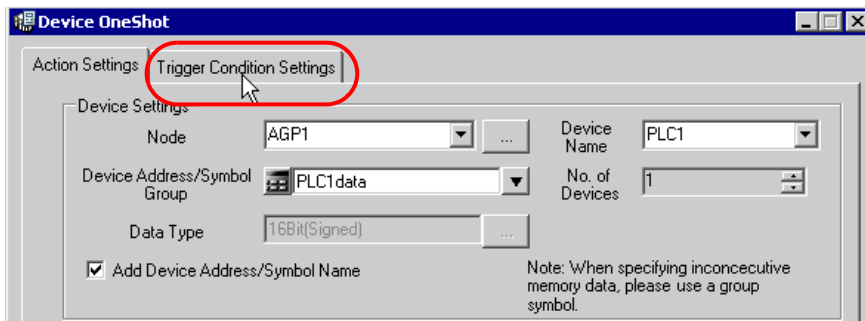 Device OneShot
Action Settings
Trigger Condition Settings
Device Settings
Node
AGP1
...
Device
Name
PLC1
Device Address/Symbol
Group
PLC1data
No. of
Devices
1
Data Type
16Bit(Signed)
...
Add Device Address/Symbol Name
Note: When specifying inconcecutive
memory data, please use a group
symbol.